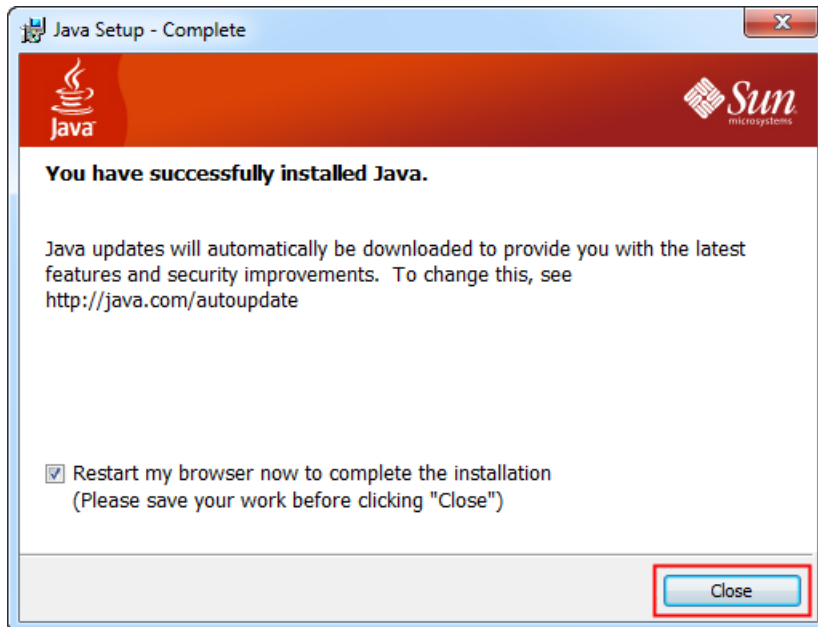 Java Setup - Complete
Java
Sun
microsystems
You have successfully installed Java.
Java updates will automatically be downloaded to provide you with the latest
features and security improvements. To change this, see
http://java.com/autoupdate
Restart my browser now to complete the installation
(Please save your work before clicking "Close")
Close